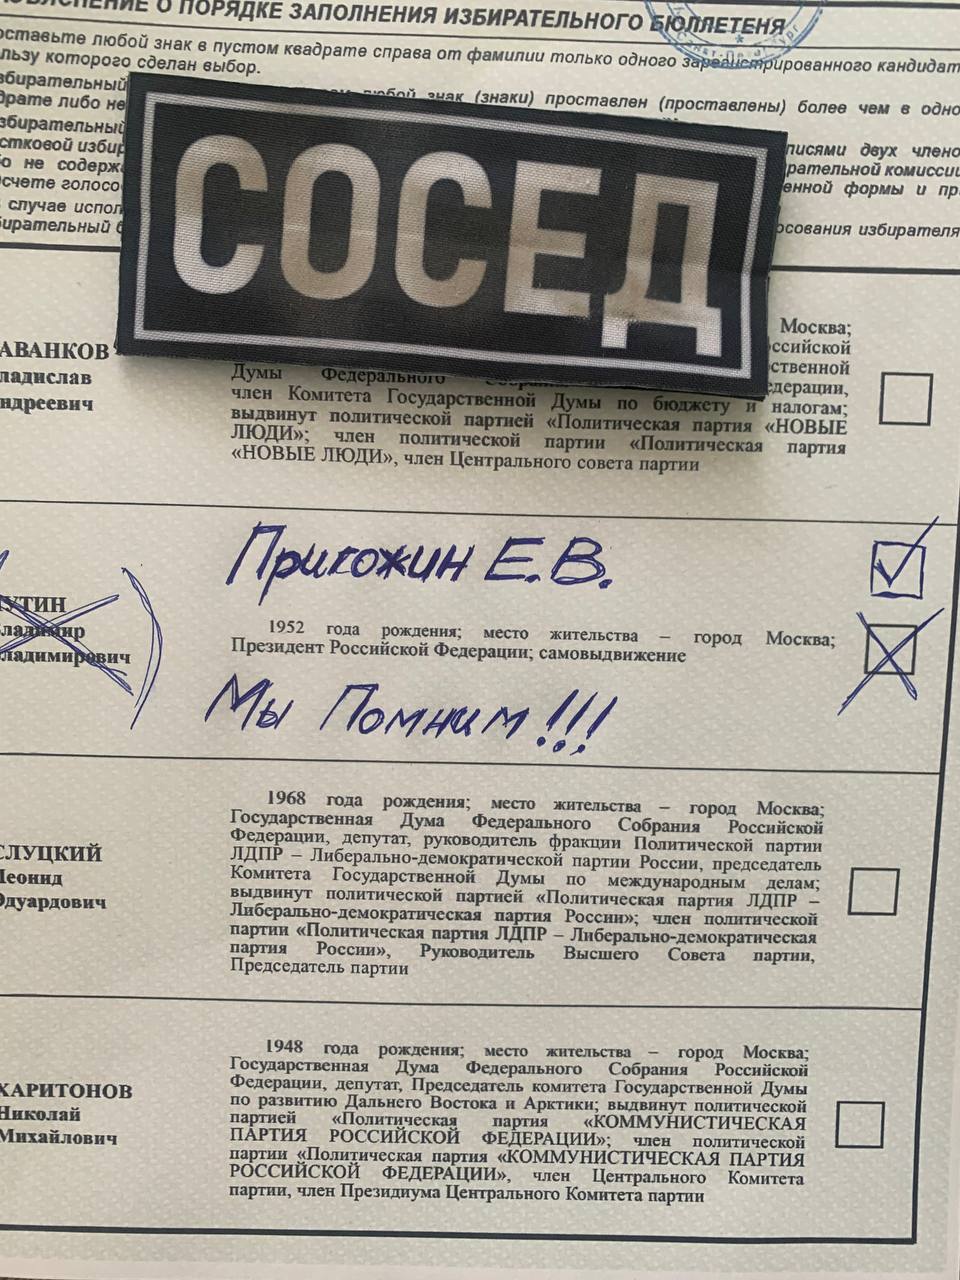 О ПОРЯДКЕ ЗАПОЛНЕНИЯ ИЗБИРАТЕЛЬНОГО БЮЛЛЕТЕНЯ
оставьте любой знак в пустом квадрате справа от фамилии только одного зарегистрированного кандидат
льзу которого сделан выбор.
збирательный любой знак (знаки) проставлен (проставлены) более чем в одно
драте либо не
збирательный писями двух члено
стковой избир рательной комиссии
бо не содерж енной формы и пр
счете голосо
случае испол осования избирателя
бирательный б
СОСЕД
АВАНКОВ
ладислав
ндреевич
Москва;
ссийской
ственной
Думы Федерального едерации,
член Комитета Государственной Думы по бюджету и налогам;
выдвинут политической партией «Политическая партия «НОВЫЕ
ЛЮДИ»; член политической партии «Политическая партия
«НОВЫЕ ЛЮДИ», член Центрального совета партии
Пригожин Е.В.
УТИН
ладимир
ладимирович
1952 года рождения; место жительства – город Москва;
Президент Российской Федерации; самовыдвижение
Мы Помним!!!
СЛУЦКИЙ
Леонид
Эдуардович
1968 года рождения; место жительства – город Москва;
Государственная Дума Федерального Собрания Российской
Федерации, депутат, руководитель фракции Политической партии
ЛДПР – Либерально-демократической партии России, председатель
Комитета Государственной Думы по международным делам;
выдвинут политической партией «Политическая партия ЛДПР –
Либерально-демократическая партия России»; член политической
партии «Политическая партия ЛДПР – Либерально-демократическая
партия России», Руководитель Высшего Совета партии,
Председатель партии
ХАРИТОНОВ
Николай
Михайлович
1948 года рождения; место жительства – город Москва;
Государственная Дума Федерального Собрания Российской
Федерации, депутат, Председатель комитета Государственной Думы
по развитию Дальнего Востока и Арктики; выдвинут политической
партией «Политическая партия «КОММУНИСТИЧЕСКАЯ
ПАРТИЯ РОССИЙСКОЙ ФЕДЕРАЦИИ»; член политической
партии «Политическая партия «КОММУНИСТИЧЕСКАЯ ПАРТИЯ
РОССИЙСКОЙ ФЕДЕРАЦИИ», член Центрального Комитета
партии, член Президиума Центрального Комитета партии